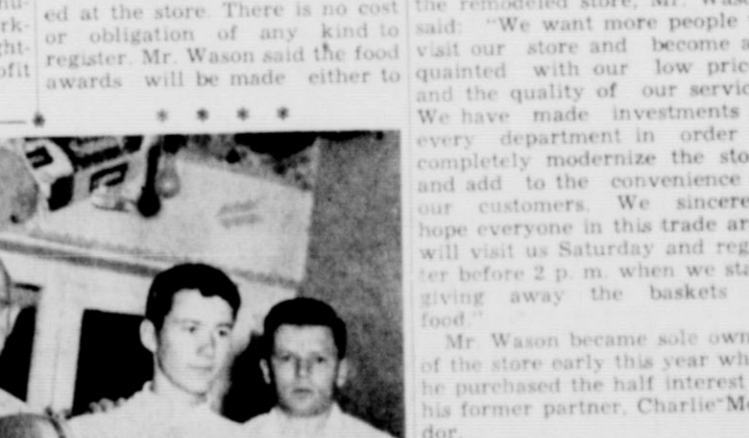 nu-
rk-
ght-
ofit
ed at the store. There is no cost
or obligation of any kind to
register. Mr. Wason said the food
awards will be made either to
* * * * *
the remodeled store, Mr. Was
said: "We want more people
visit our store and become a
quainted with our low pric
and the quality of our servic
We have made investments
every department in order
completely modernize the sto
and add to the convenience
our customers. We sincere
hope everyone in this trade ar
will visit us Saturday and reg
ter before 2 p. m. when we sta
giving away the baskets
food."
Mr. Wason became sole own
of the store early this year wh
he purchased the half interest
his former partner, Charlie Mc
dor.